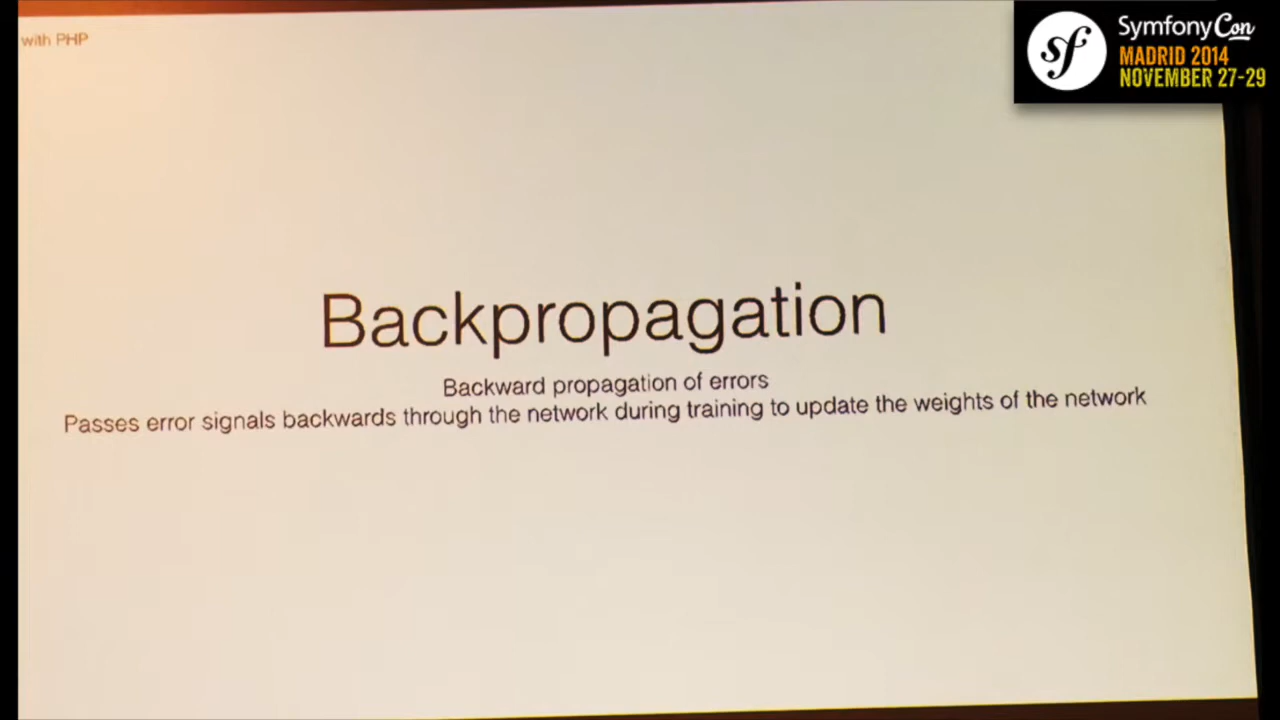 with PHP
sf
SymfonyCon
MADRID 2014
NOVEMBER 27-29
Backpropagation
Backward propagation of errors
Passes error signals backwards through the network during training to update the weights of the network